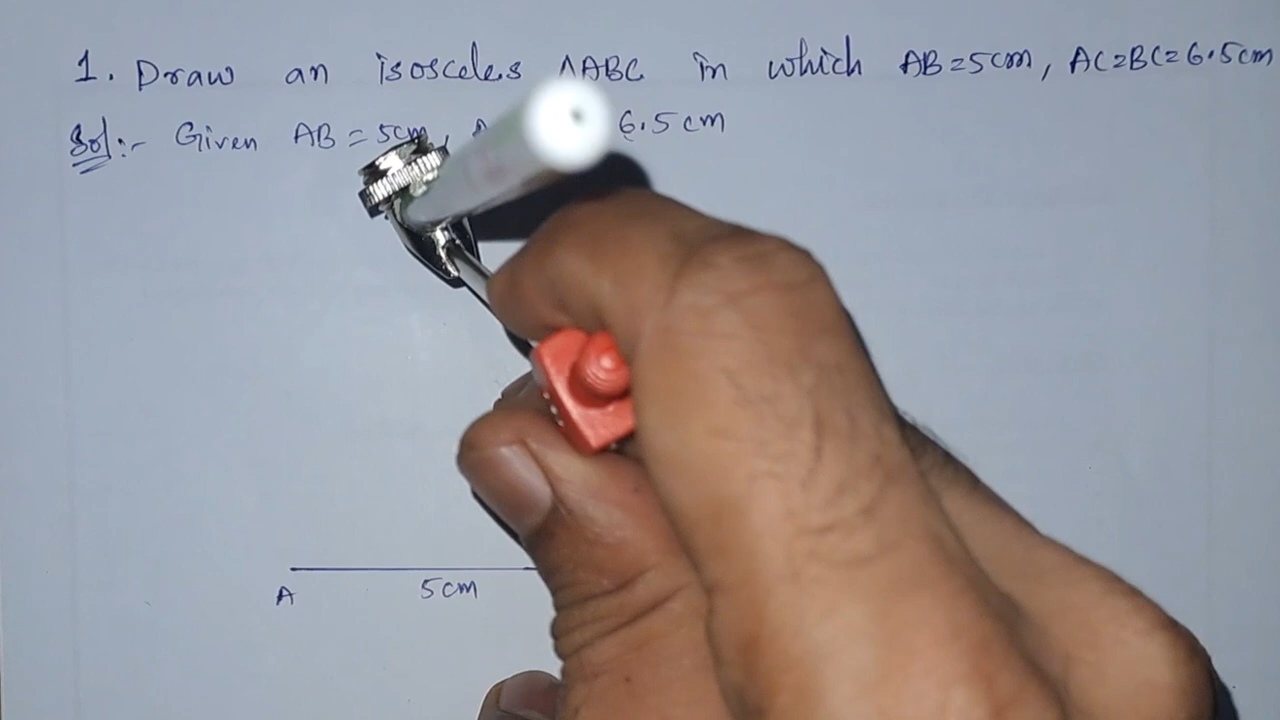 1. Draw an isosceles △ABC in which AB=5cm, AC=BC=6.5cm
Sol:- Given AB = 5cm, 6.5cm
5cm
A